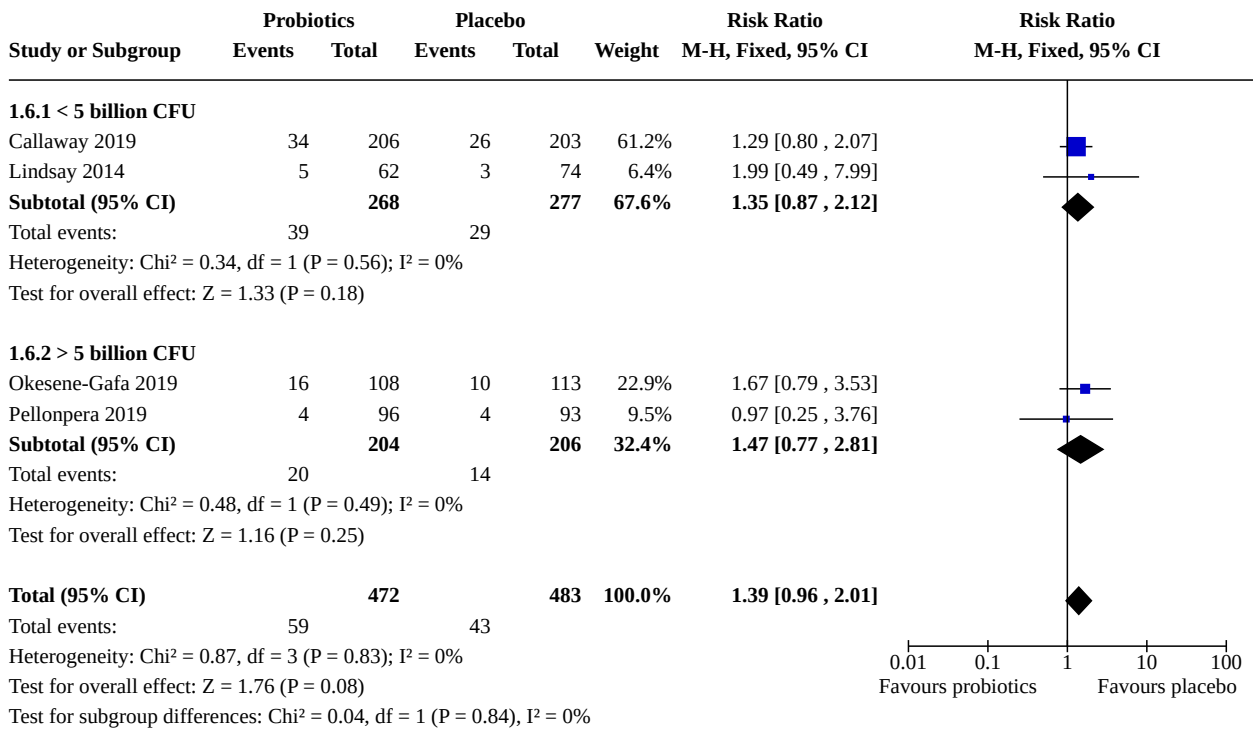 Probiotics Placebo Risk Ratio Risk Ratio
Study or Subgroup Events Total Events Total Weight M-H, Fixed, 95% CI M-H, Fixed, 95% CI
1.6.1 < 5 billion CFU
Callaway 2019 34 206 26 203 61.2% 1.29 [0.80 , 2.07]
Lindsay 2014 5 62 3 74 6.4% 1.99 [0.49 , 7.99]
Subtotal (95% CI) 268 277 67.6% 1.35 [0.87 , 2.12]
Total events: 39 29
Heterogeneity: Chi² = 0.34, df = 1 (P = 0.56); I² = 0%
Test for overall effect: Z = 1.33 (P = 0.18)
1.6.2 > 5 billion CFU
Okesene-Gafa 2019 16 108 10 113 22.9% 1.67 [0.79 , 3.53]
Pellonpera 2019 4 96 4 93 9.5% 0.97 [0.25 , 3.76]
Subtotal (95% CI) 204 206 32.4% 1.47 [0.77 , 2.81]
Total events: 20 14
Heterogeneity: Chi² = 0.48, df = 1 (P = 0.49); I² = 0%
Test for overall effect: Z = 1.16 (P = 0.25)
Total (95% CI) 472 483 100.0% 1.39 [0.96 , 2.01]
Total events: 59 43
Heterogeneity: Chi² = 0.87, df = 3 (P = 0.83); I² = 0%
0.01 0.1 1 10 100
Test for overall effect: Z = 1.76 (P = 0.08)
Favours probiotics Favours placebo
Test for subgroup differences: Chi² = 0.04, df = 1 (P = 0.84), I² = 0%